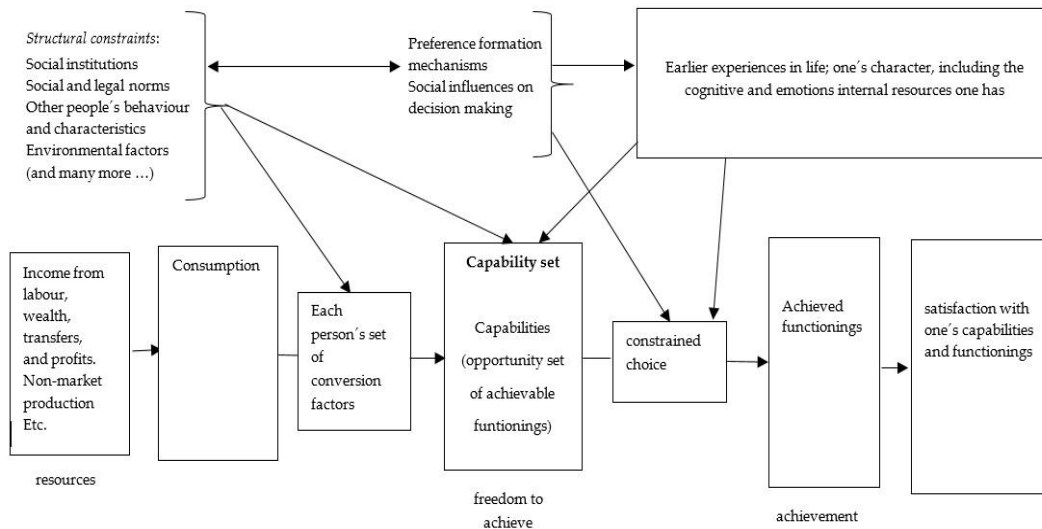 Structural constraints:
Social institutions
Social and legal norms
Other people´s behaviour
and characteristics
Environmental factors
(and many more …)
Preference formation
mechanisms
Social influences on
decision making
Earlier experiences in life; one´s character, including the
cognitive and emotions internal resources one has
Income from
labour,
wealth,
transfers,
and profits.
Non-market
production
Etc.
resources
Consumption
Each
person´s set
of
conversion
factors
Capability set
Capabilities
(opportunity set
of achievable
funtionings)
freedom to
achieve
constrained
choice
Achieved
functionings
achievement
satisfaction with
one´s capabilities
and functionings